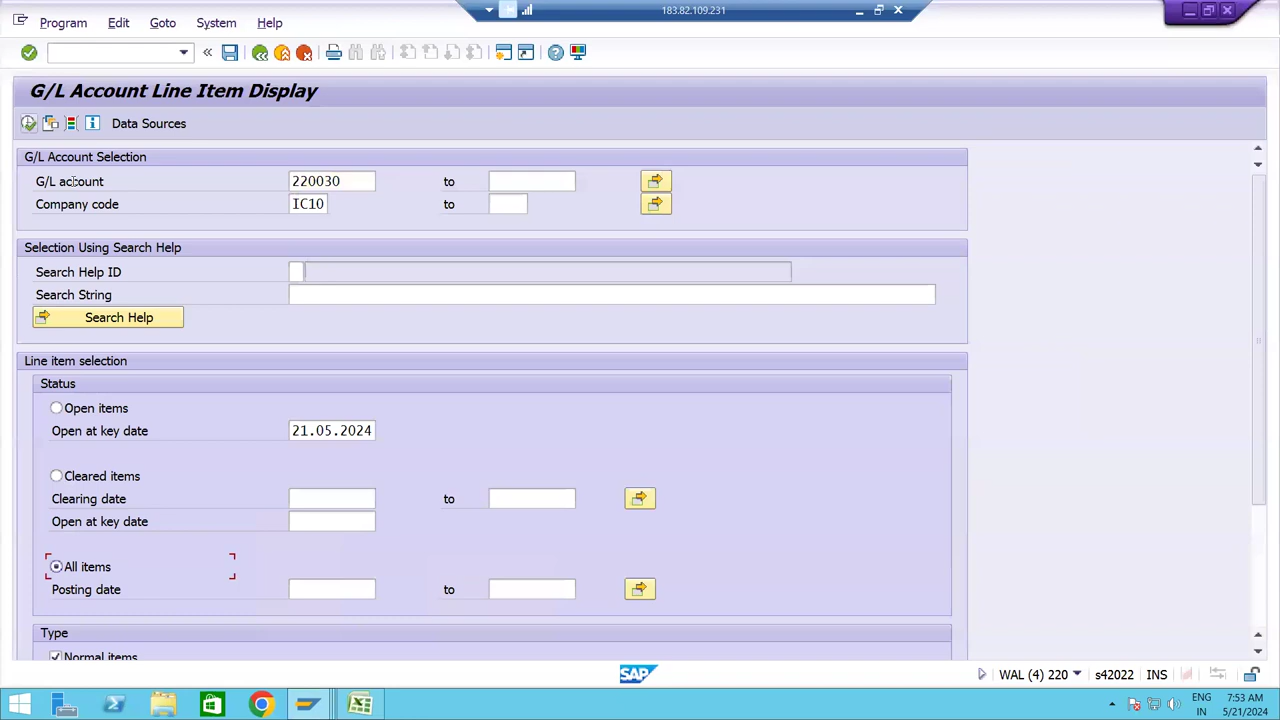 183.82.109.231
Program Edit Goto System Help
G/L Account Line Item Display
Data Sources
G/L Account Selection
G/L account 220030 to
Company code IC10 to
Selection Using Search Help
Search Help ID
Search String
Search Help
Line item selection
Status
Open items
Open at key date 21.05.2024
Cleared items
Clearing date to
Open at key date
All items
Posting date to
Type
Normal items
SAP WAL (4) 220 s42022 INS
ENG 7:53 AM
IN 5/21/2024